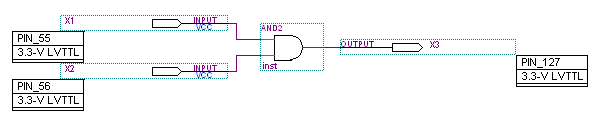 X1
INPUT
VCC
PIN_55
3.3-V LVTTL
X2
INPUT
VCC
PIN_56
3.3-V LVTTL
AND2
inst
OUTPUT
X3
PIN_127
3.3-V LVTTL